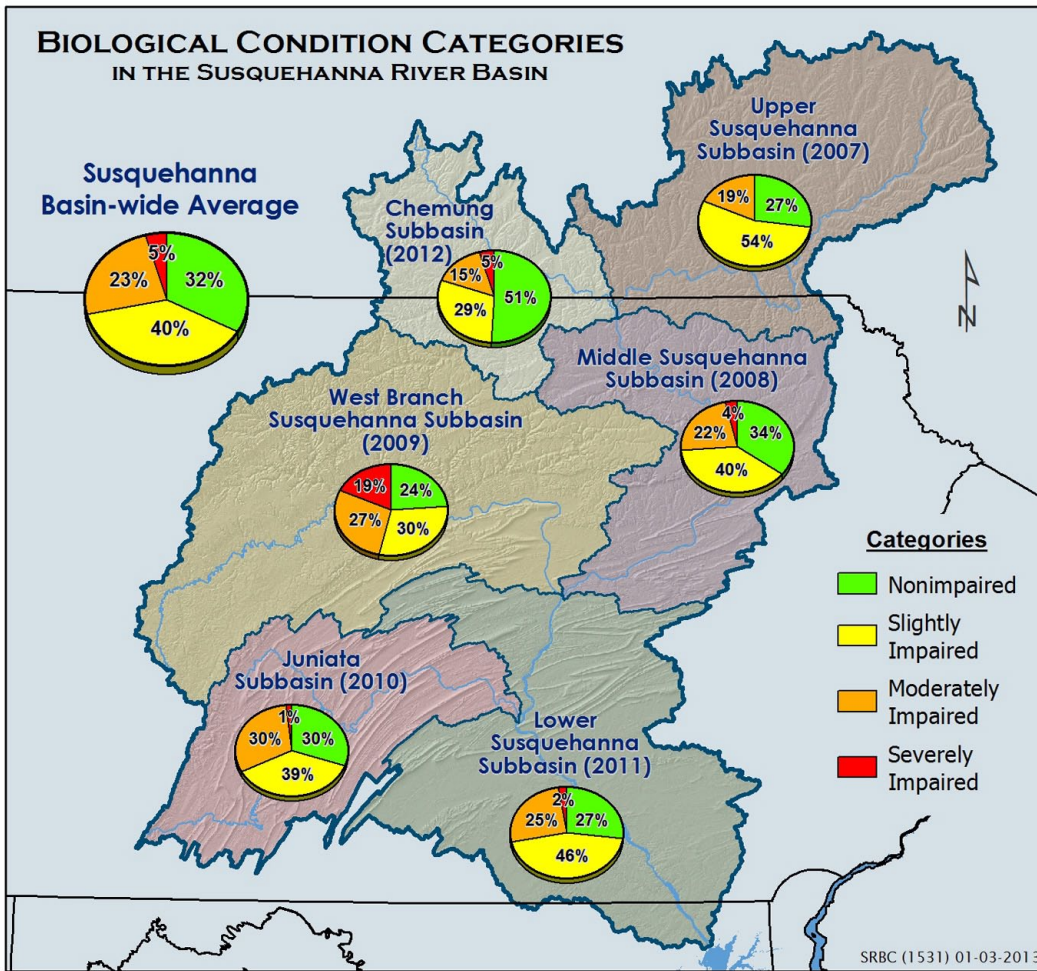 BIOLOGICAL CONDITION CATEGORIES
IN THE SUSQUEHANNA RIVER BASIN
Susquehanna
Basin-wide Average
5%
23%
32%
40%
Chemung
Subbasin
(2012)
5%
15%
51%
29%
Upper
Susquehanna
Subbasin (2007)
19%
27%
54%
N
Middle Susquehanna
Subbasin (2008)
4%
22%
34%
40%
West Branch
Susquehanna Subbasin
(2009)
19%
24%
27%
30%
Juniata
Subbasin (2010)
1%
30%
30%
39%
Lower
Susquehanna
Subbasin (2011)
2%
25%
27%
46%
Categories
Nonimpaired
Slightly
Impaired
Moderately
Impaired
Severely
Impaired
SRBC (1531) 01-03-2013